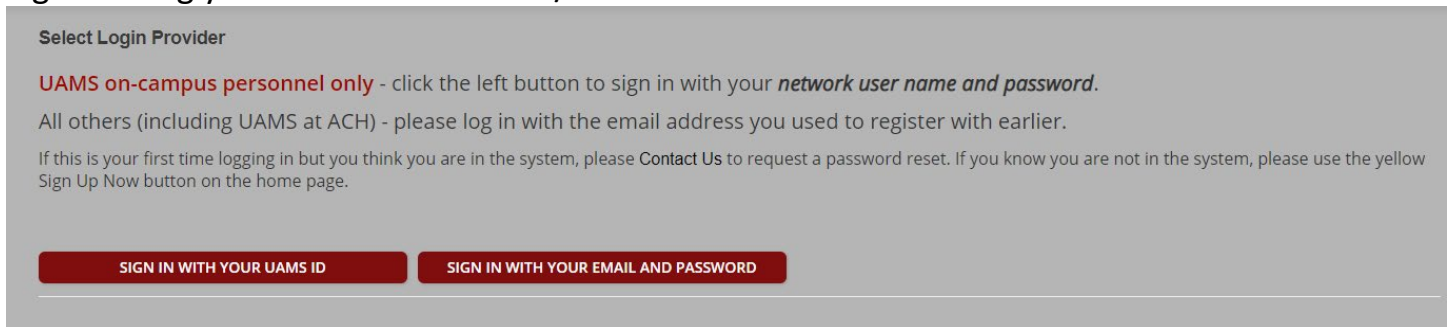 Select Login Provider
UAMS on-campus personnel only - click the left button to sign in with your network user name and password.
All others (including UAMS at ACH) - please log in with the email address you used to register with earlier.
If this is your first time logging in but you think you are in the system, please Contact Us to request a password reset. If you know you are not in the system, please use the yellow
Sign Up Now button on the home page.
SIGN IN WITH YOUR UAMS ID
SIGN IN WITH YOUR EMAIL AND PASSWORD